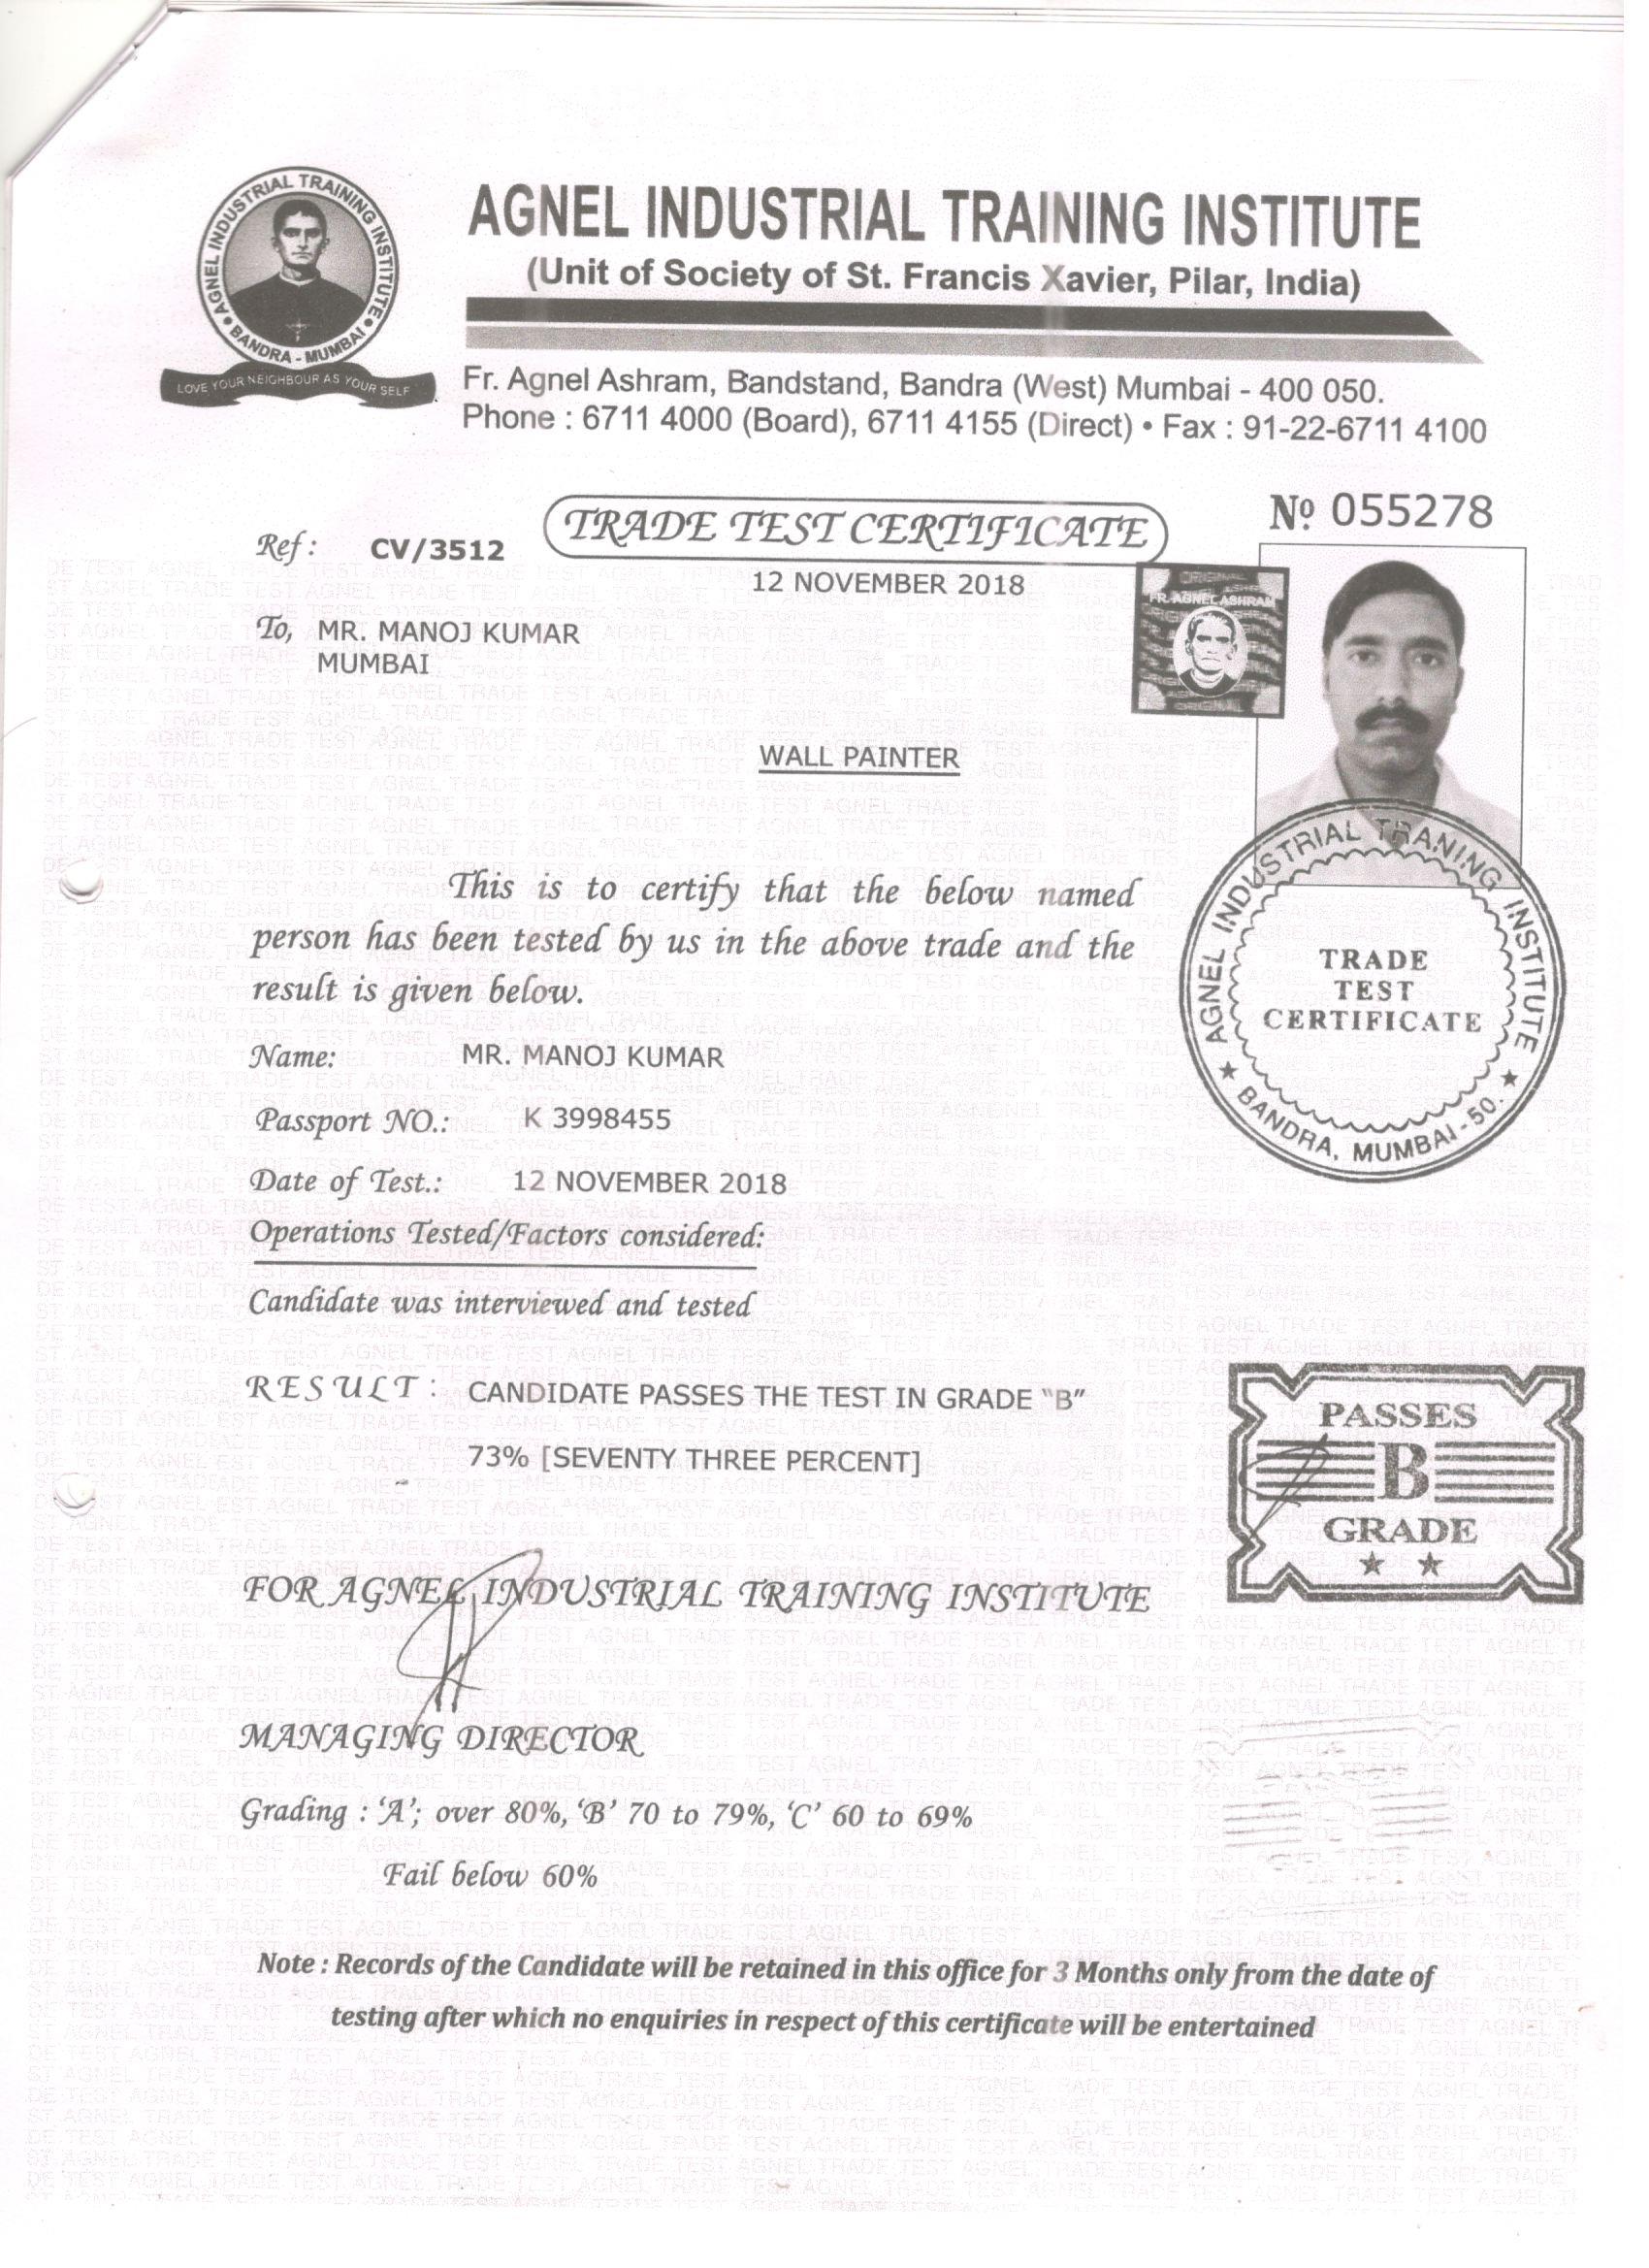 AGNEL INDUSTRIAL TRAINING INSTITUTE
• BANDRA - MUMBAI •
LOVE YOUR NEIGHBOUR AS YOUR SELF
AGNEL INDUSTRIAL TRAINING INSTITUTE
(Unit of Society of St. Francis Xavier, Pilar, India)
Fr. Agnel Ashram, Bandstand, Bandra (West) Mumbai - 400 050.
Phone : 6711 4000 (Board), 6711 4155 (Direct) • Fax : 91-22-6711 4100
Ref: CV/3512
TRADE TEST CERTIFICATE
Nº 055278
12 NOVEMBER 2018
ORIGINAL
FR. AGNEL ASHRAM
ORIGINAL
To, MR. MANOJ KUMAR
MUMBAI
WALL PAINTER
This is to certify that the below named
person has been tested by us in the above trade and the
result is given below.
AGNEL INDUSTRIAL TRANING INSTITUTE
★ BANDRA, MUMBAI-50. ★
TRADE
TEST
CERTIFICATE
Name: MR. MANOJ KUMAR
Passport NO.: K 3998455
Date of Test.: 12 NOVEMBER 2018
Operations Tested/Factors considered:
Candidate was interviewed and tested
RESULT: CANDIDATE PASSES THE TEST IN GRADE “B”
73% [SEVENTY THREE PERCENT]
PASSES
B
GRADE
★ ★
FOR AGNEL INDUSTRIAL TRAINING INSTITUTE
MANAGING DIRECTOR
Grading : ‘A’; over 80%, ‘B’ 70 to 79%, ‘C’ 60 to 69%
Fail below 60%
Note : Records of the Candidate will be retained in this office for 3 Months only from the date of
testing after which no enquiries in respect of this certificate will be entertained